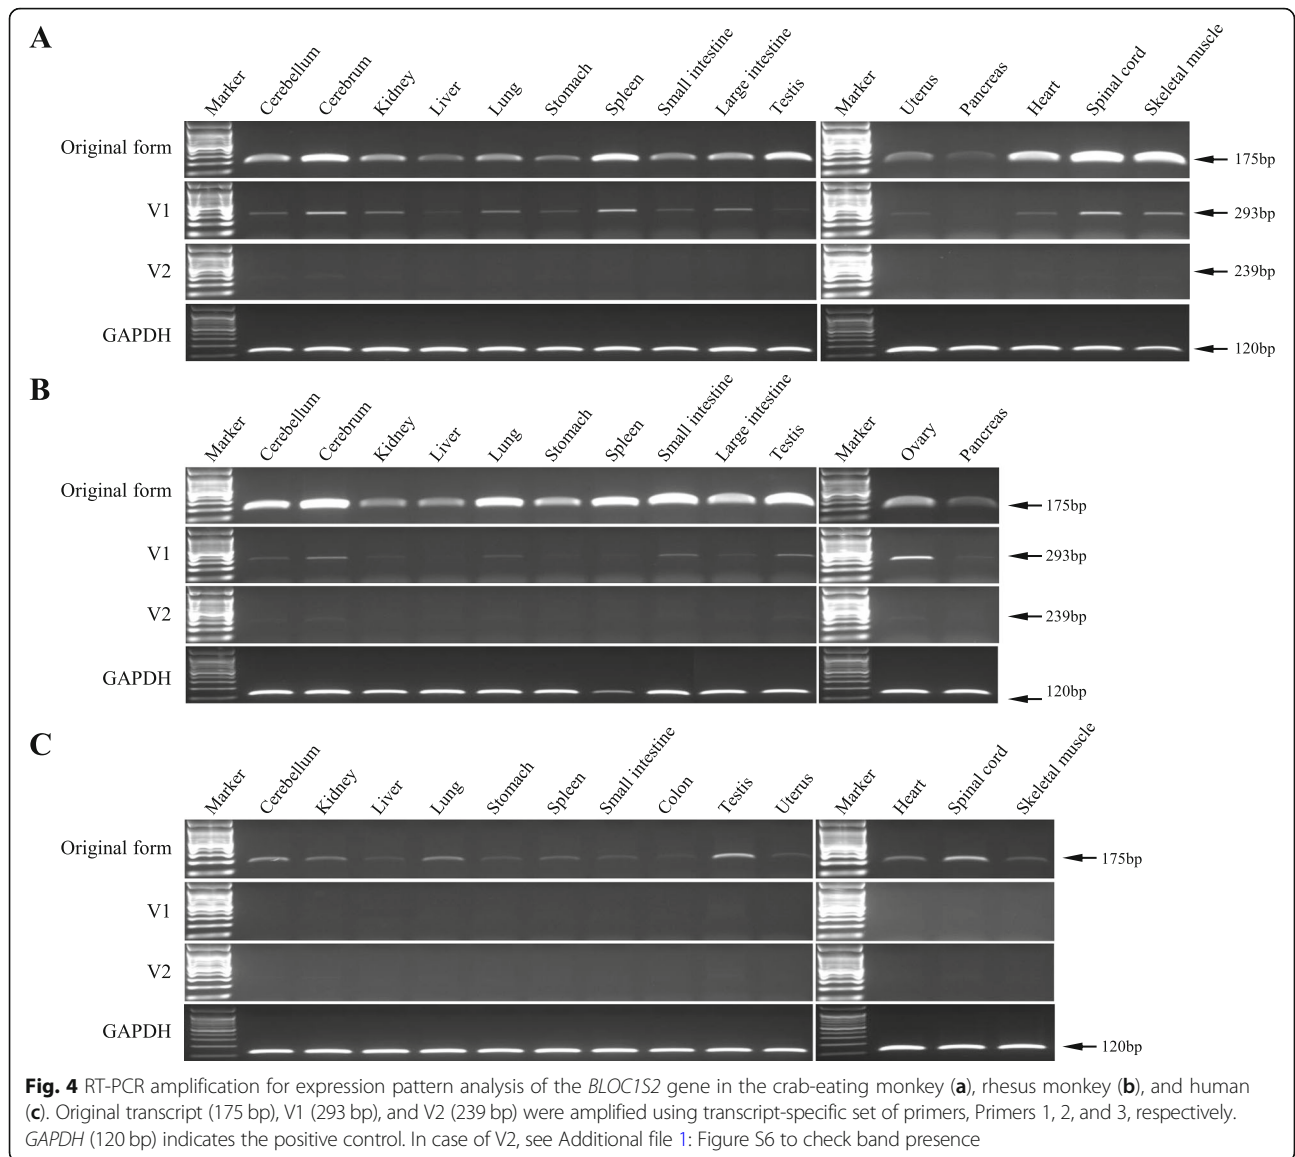 A
Marker Cerebellum Cerebrum Kidney Liver Lung Stomach Spleen Small intestine Large intestine Testis Marker Uterus Pancreas Heart Spinal cord Skeletal muscle
Original form 175bp
V1 293bp
V2 239bp
GAPDH 120bp
B
Marker Cerebellum Cerebrum Kidney Liver Lung Stomach Spleen Small intestine Large intestine Testis Marker Ovary Pancreas
Original form 175bp
V1 293bp
V2 239bp
GAPDH 120bp
C
Marker Cerebellum Kidney Liver Lung Stomach Spleen Small intestine Colon Testis Uterus Marker Heart Spinal cord Skeletal muscle
Original form 175bp
V1
V2
GAPDH 120bp
Fig. 4 RT-PCR amplification for expression pattern analysis of the BLOC1S2 gene in the crab-eating monkey (a), rhesus monkey (b), and human
(c). Original transcript (175 bp), V1 (293 bp), and V2 (239 bp) were amplified using transcript-specific set of primers, Primers 1, 2, and 3, respectively.
GAPDH (120 bp) indicates the positive control. In case of V2, see Additional file 1: Figure S6 to check band presence